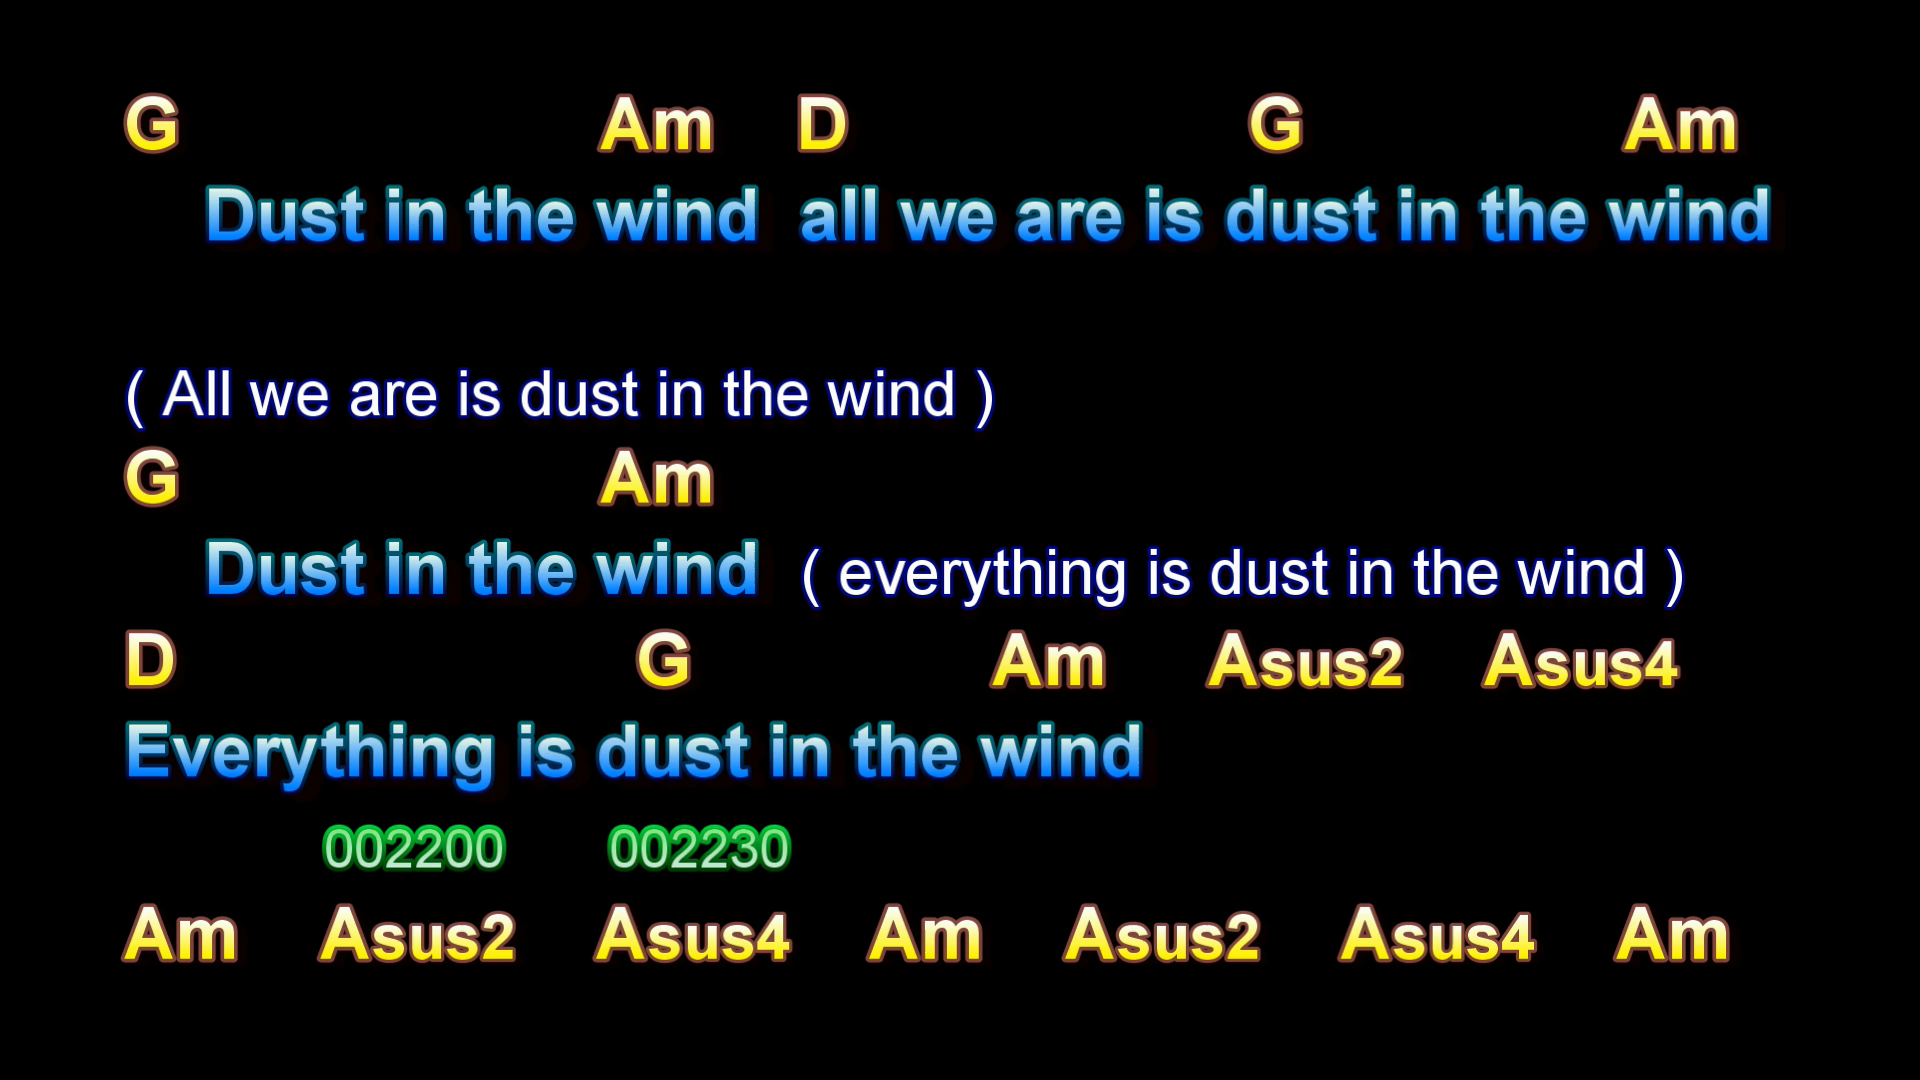 G Am D G Am
Dust in the wind all we are is dust in the wind
( All we are is dust in the wind )
G Am
Dust in the wind ( everything is dust in the wind )
D G Am Asus2 Asus4
Everything is dust in the wind
002200 002230
Am Asus2 Asus4 Am Asus2 Asus4 Am